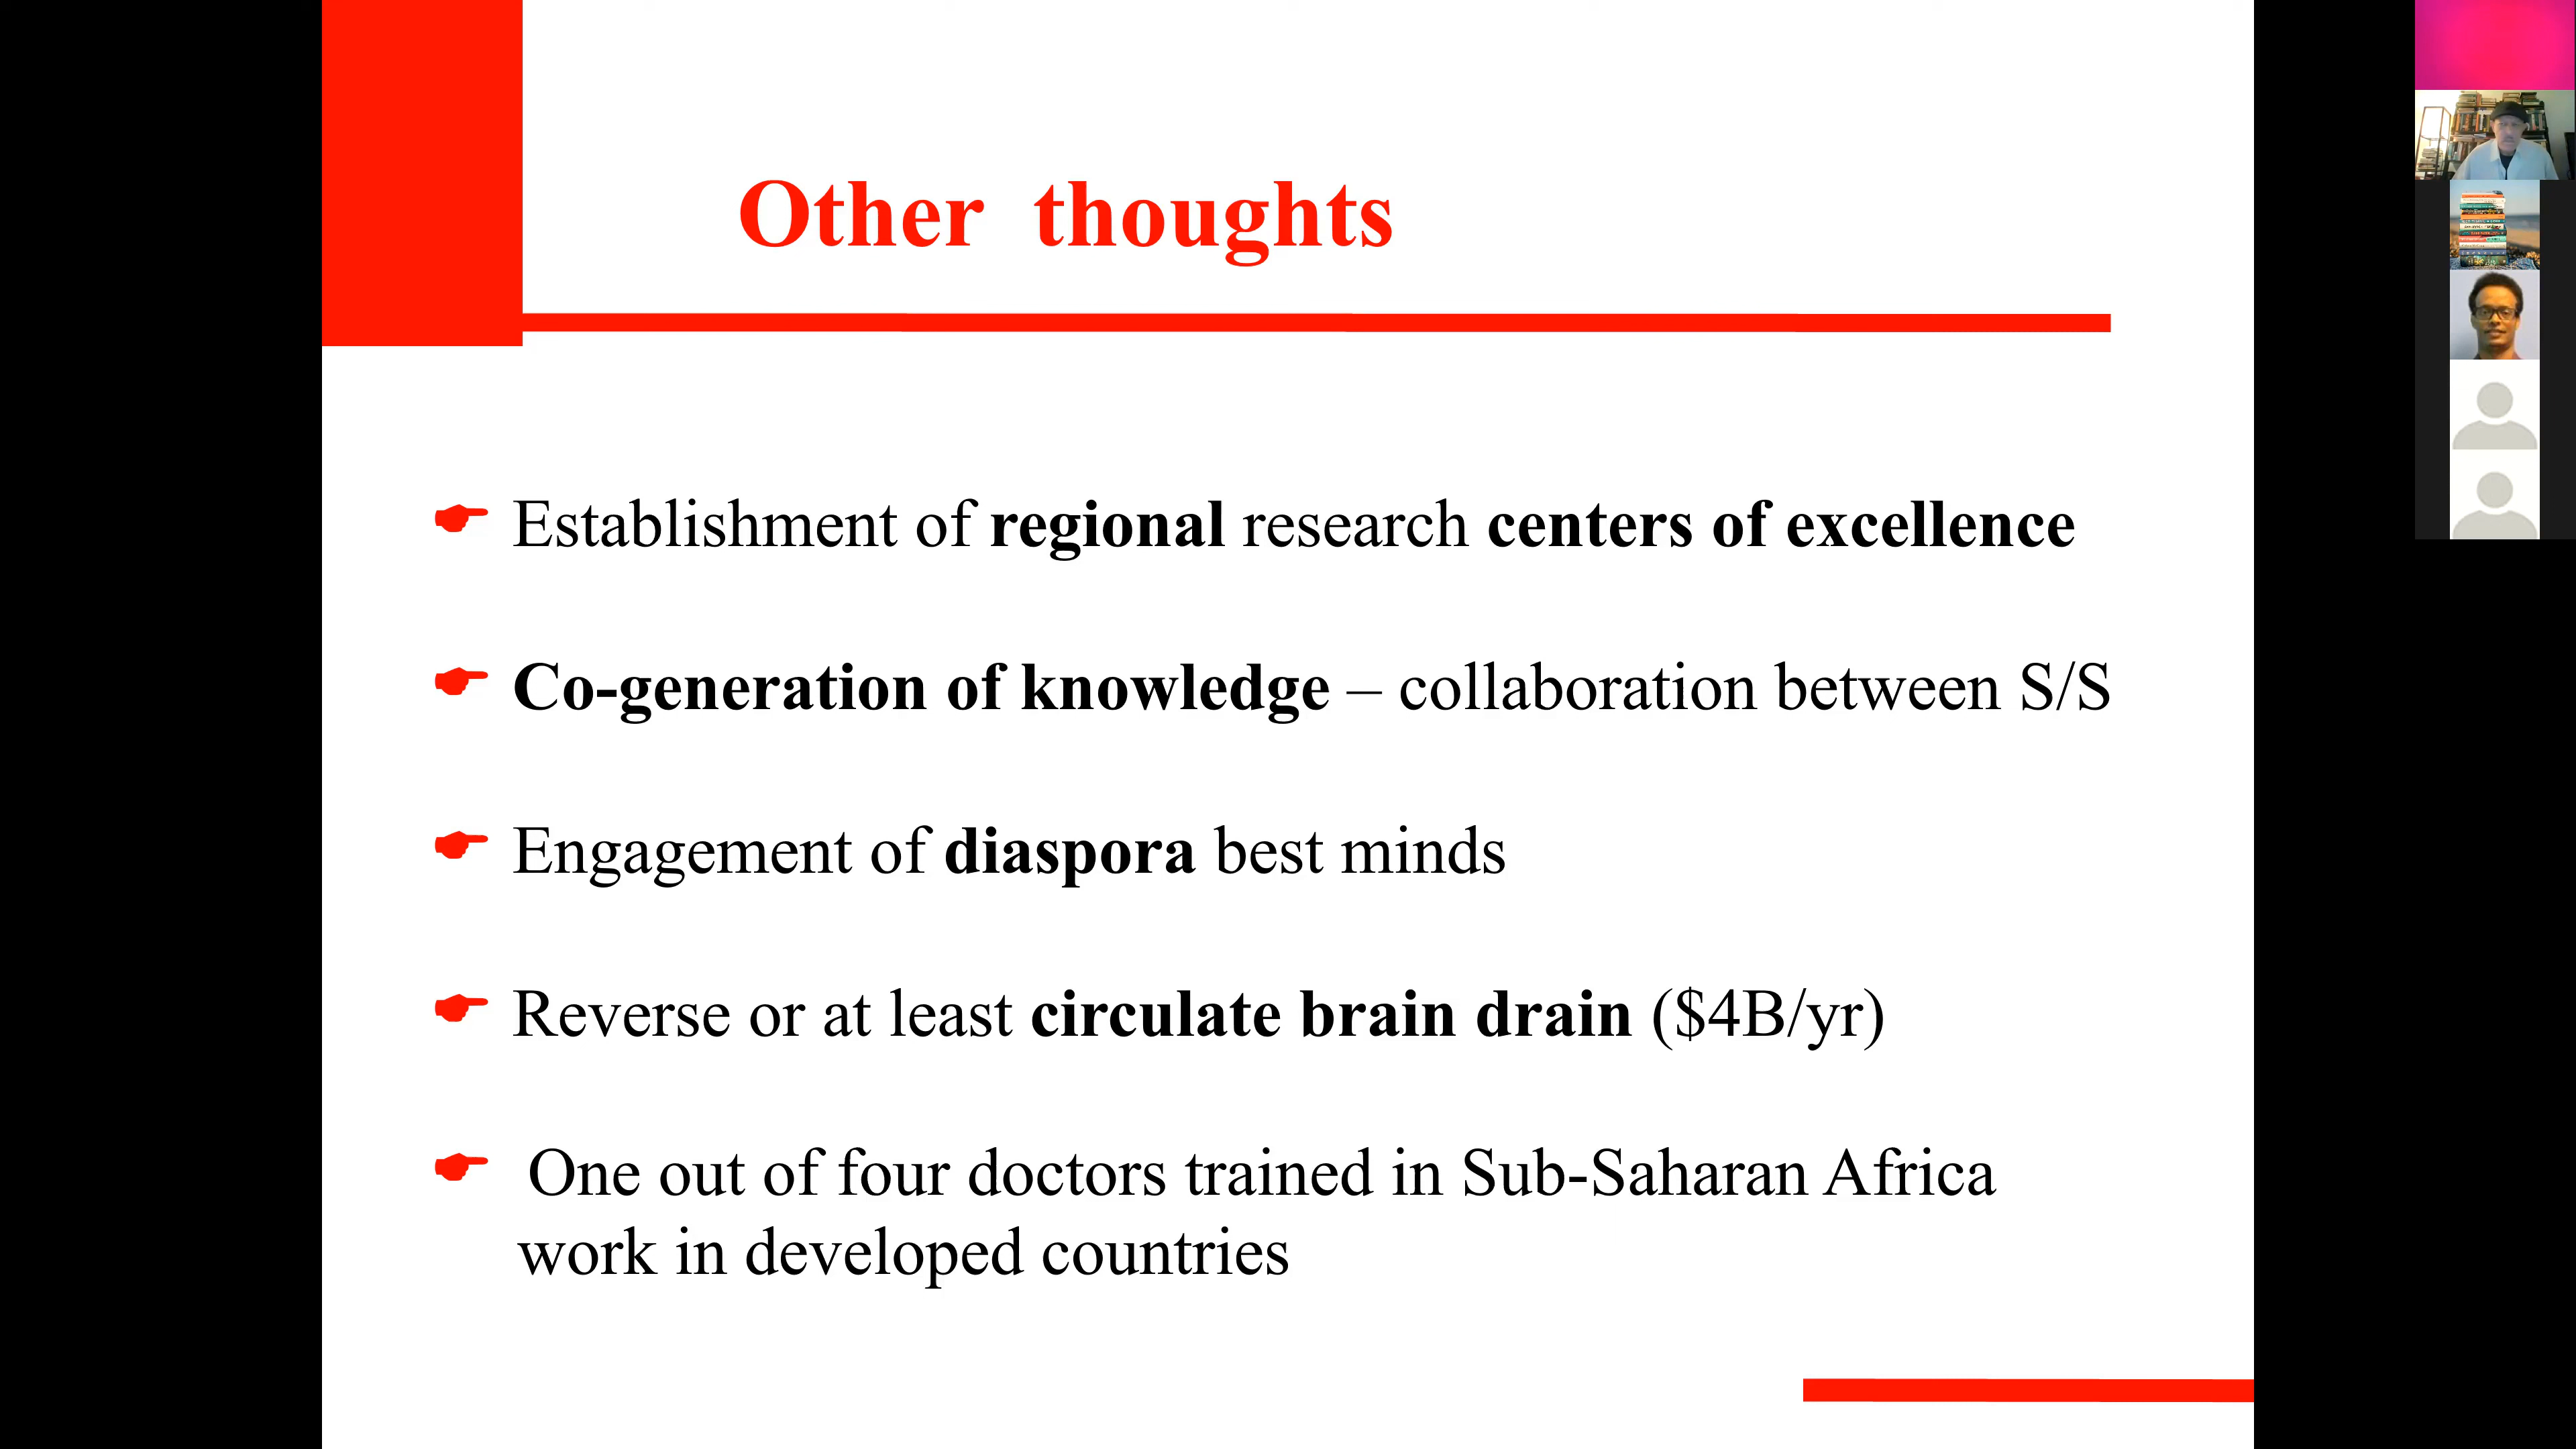 Other thoughts
Establishment of regional research centers of excellence
Co-generation of knowledge – collaboration between S/S
Engagement of diaspora best minds
Reverse or at least circulate brain drain ($4B/yr)
One out of four doctors trained in Sub-Saharan Africa
work in developed countries